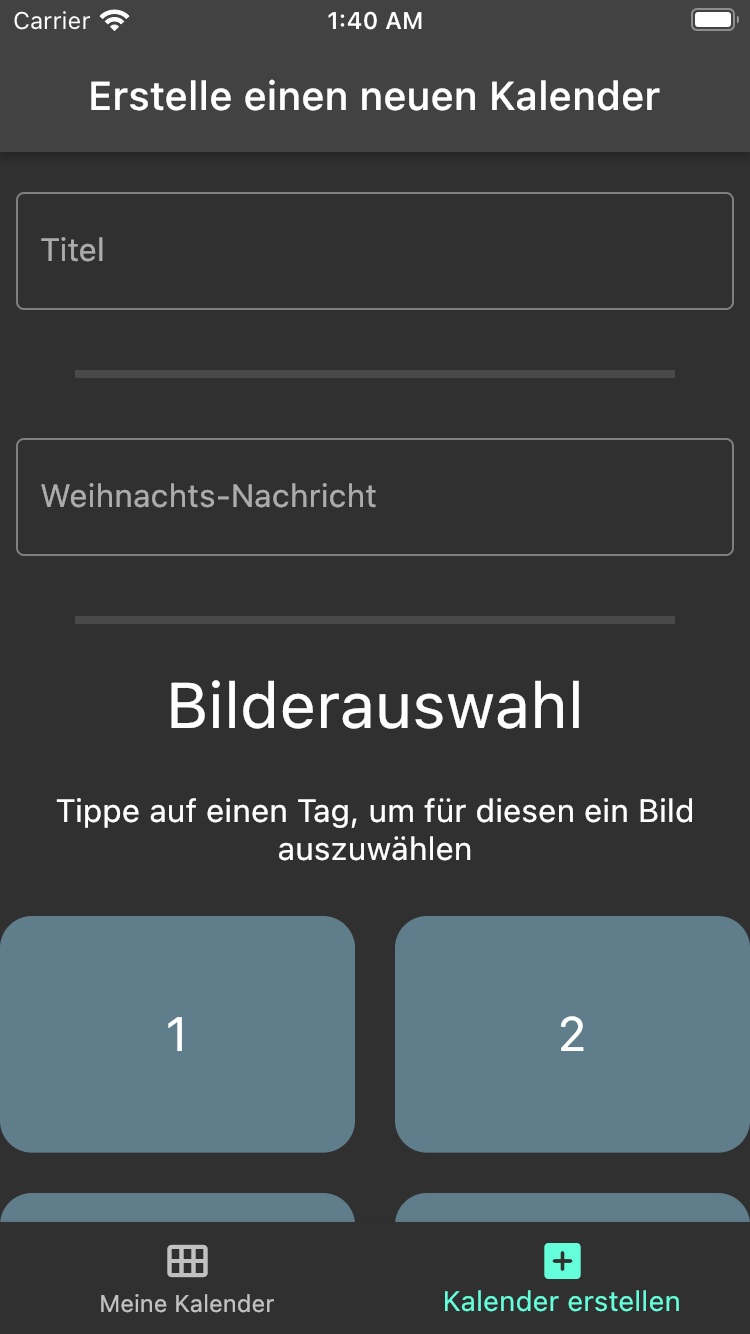 Carrier
1:40 AM
Erstelle einen neuen Kalender
Titel
Weihnachts-Nachricht
Bilderauswahl
Tippe auf einen Tag, um für diesen ein Bild
auszuwählen
1
2
Meine Kalender
Kalender erstellen